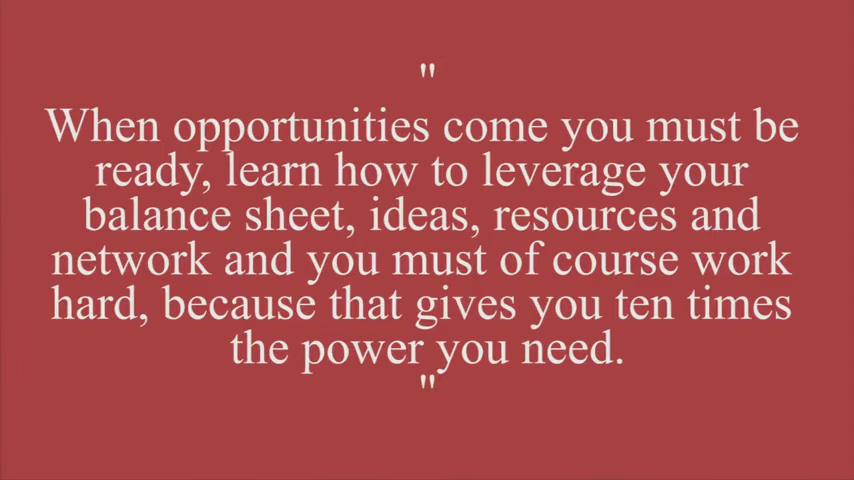 "
When opportunities come you must be
ready, learn how to leverage your
balance sheet, ideas, resources and
network and you must of course work
hard, because that gives you ten times
the power you need.
"